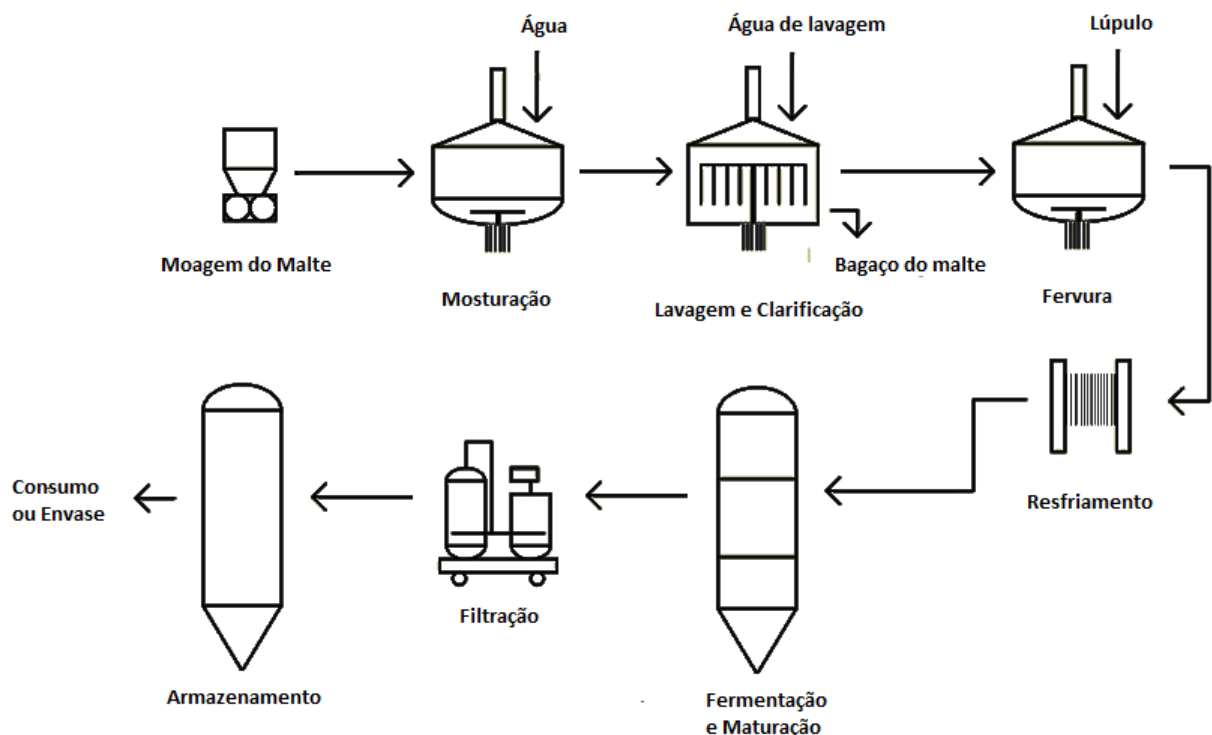 Água
Água de lavagem
Lúpulo
Moagem do Malte
Mosturação
Lavagem e Clarificação
Bagaço do malte
Fervura
Resfriamento
Fermentação
e Maturação
Filtração
Armazenamento
Consumo
ou Envase